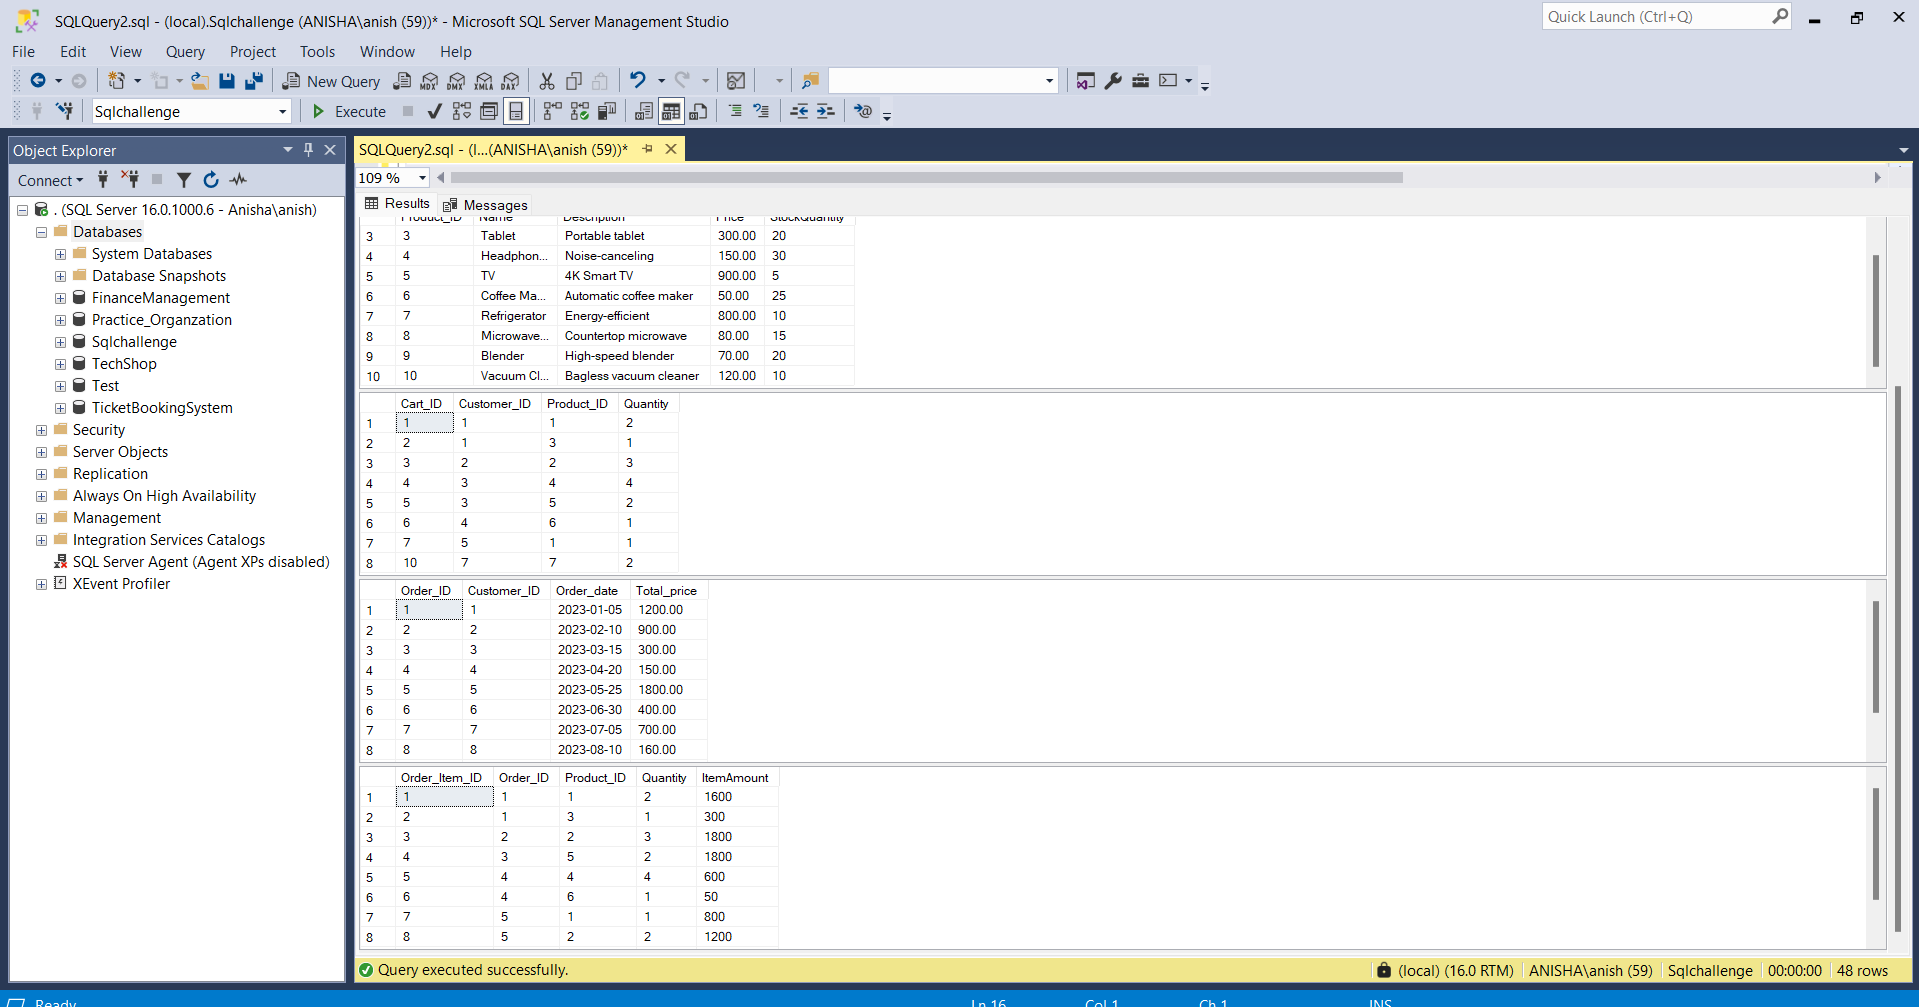 SQLQuery2.sql - (local).Sqlchallenge (ANISHA\anish (59))* - Microsoft SQL Server Management Studio
Quick Launch (Ctrl+Q)
File Edit View Query Project Tools Window Help
New Query MDX DMX XMLA DAX
Sqlchallenge Execute
Object Explorer
Connect
. (SQL Server 16.0.1000.6 - Anisha\anish)
Databases
System Databases
Database Snapshots
FinanceManagement
Practice_Organzation
Sqlchallenge
TechShop
Test
TicketBookingSystem
Security
Server Objects
Replication
Always On High Availability
Management
Integration Services Catalogs
SQL Server Agent (Agent XPs disabled)
XEvent Profiler
SQLQuery2.sql - (l...(ANISHA\anish (59))*
109 %
Results Messages
Product_ID Name Description Price StockQuantity
3 3 Tablet Portable tablet 300.00 20
4 4 Headphon... Noise-canceling 150.00 30
5 5 TV 4K Smart TV 900.00 5
6 6 Coffee Ma... Automatic coffee maker 50.00 25
7 7 Refrigerator Energy-efficient 800.00 10
8 8 Microwave... Countertop microwave 80.00 15
9 9 Blender High-speed blender 70.00 20
10 10 Vacuum Cl... Bagless vacuum cleaner 120.00 10
Cart_ID Customer_ID Product_ID Quantity
1 1 1 1 2
2 2 1 3 1
3 3 2 2 3
4 4 3 4 4
5 5 3 5 2
6 6 4 6 1
7 7 5 1 1
8 10 7 7 2
Order_ID Customer_ID Order_date Total_price
1 1 1 2023-01-05 1200.00
2 2 2 2023-02-10 900.00
3 3 3 2023-03-15 300.00
4 4 4 2023-04-20 150.00
5 5 5 2023-05-25 1800.00
6 6 6 2023-06-30 400.00
7 7 7 2023-07-05 700.00
8 8 8 2023-08-10 160.00
Order_Item_ID Order_ID Product_ID Quantity ItemAmount
1 1 1 1 2 1600
2 2 1 3 1 300
3 3 2 2 3 1800
4 4 3 5 2 1800
5 5 4 4 4 600
6 6 4 6 1 50
7 7 5 1 1 800
8 8 5 2 2 1200
Query executed successfully. (local) (16.0 RTM) ANISHA\anish (59) Sqlchallenge 00:00:00 48 rows
Ready Ln 16 Col 1 Ch 1 INS